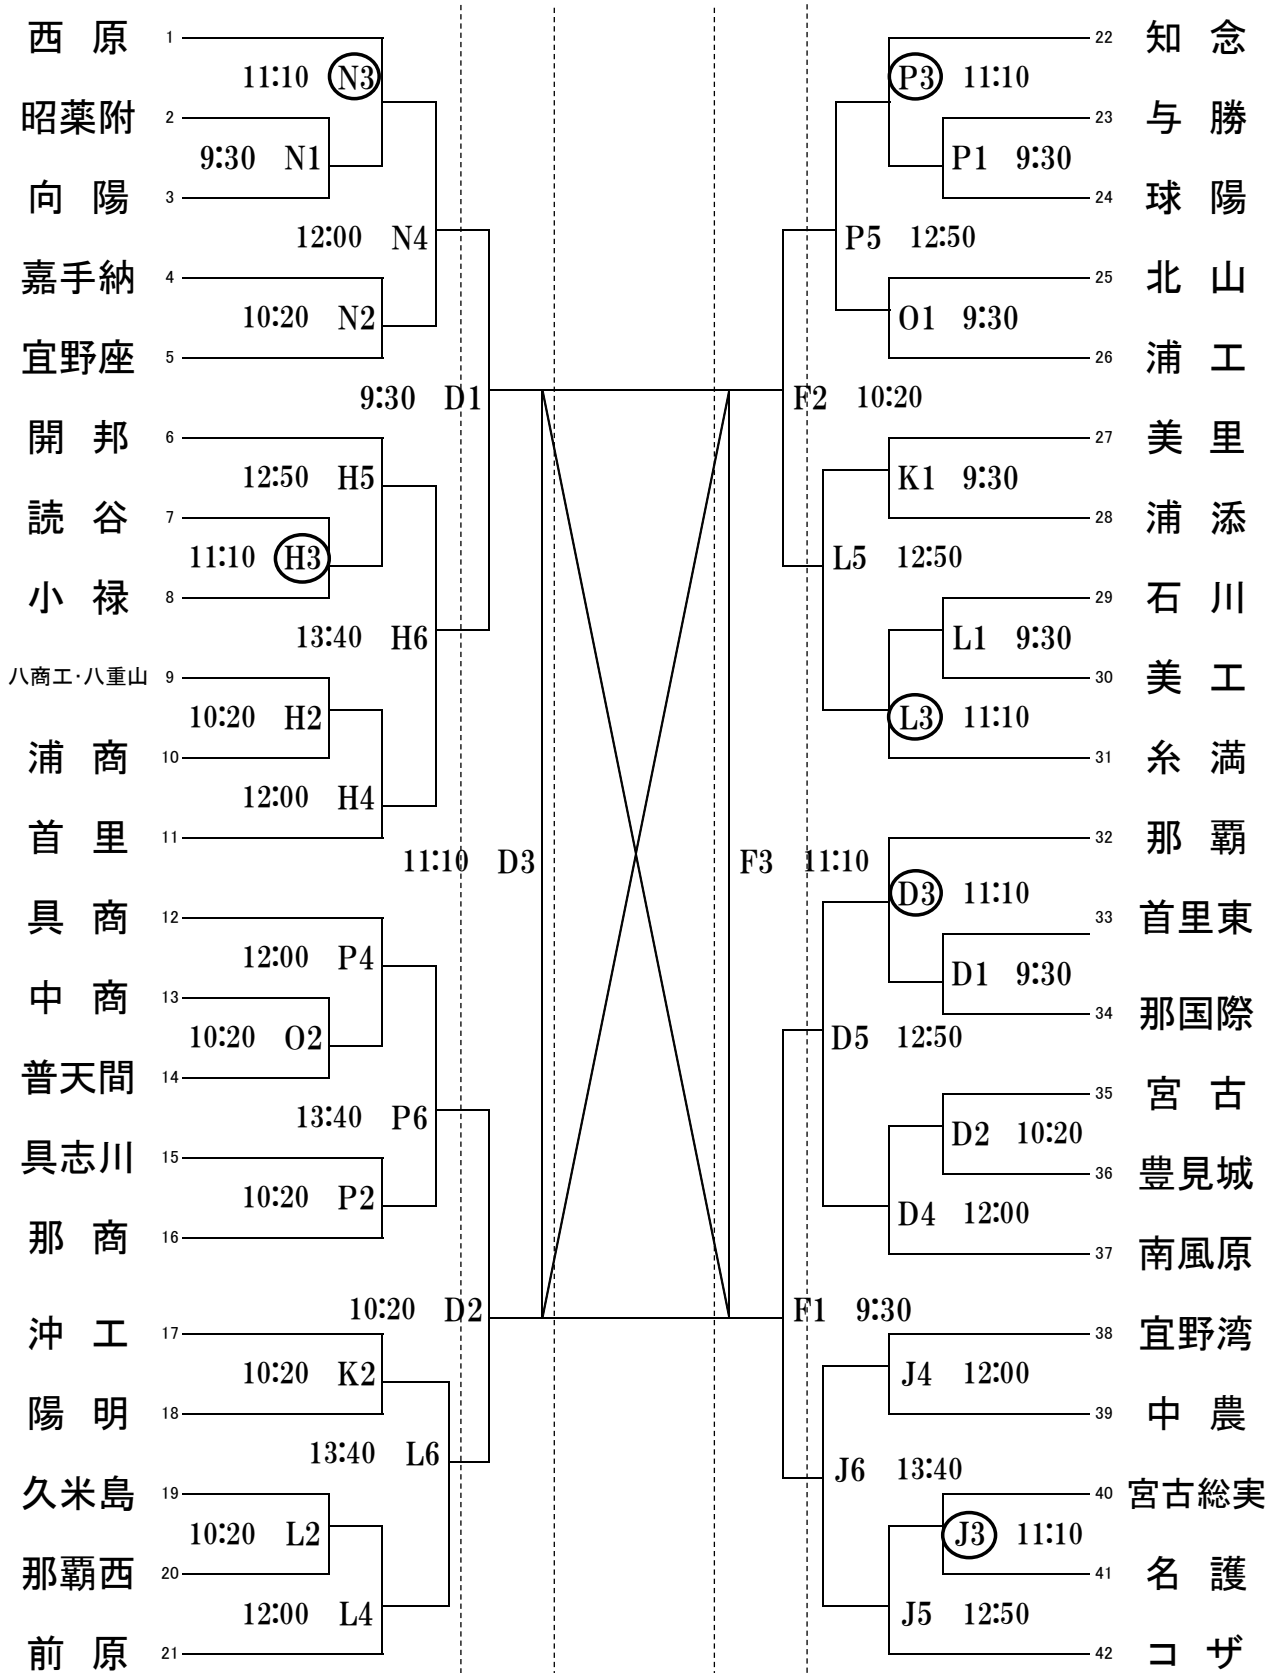 西 原 1
11:10 N3
昭薬附 2
9:30 N1
向 陽 3
12:00 N4
嘉手納 4
10:20 N2
宜野座 5
9:30 D1
開 邦 6
12:50 H5
読 谷 7
11:10 H3
小 禄 8
13:40 H6
八商工・八重山 9
10:20 H2
浦 商 10
12:00 H4
首 里 11
11:10 D3
具 商 12
12:00 P4
中 商 13
10:20 O2
普天間 14
13:40 P6
具志川 15
10:20 P2
那 商 16
10:20 D2
沖 工 17
10:20 K2
陽 明 18
13:40 L6
久米島 19
10:20 L2
那覇西 20
12:00 L4
前 原 21
22 知 念
P3 11:10
23 与 勝
P1 9:30
24 球 陽
P5 12:50
25 北 山
O1 9:30
26 浦 工
F2 10:20
27 美 里
K1 9:30
28 浦 添
L5 12:50
29 石 川
L1 9:30
30 美 工
L3 11:10
31 糸 満
32 那 覇
F3 11:10
D3 11:10
33 首里東
D1 9:30
34 那国際
D5 12:50
35 宮 古
D2 10:20
36 豊見城
D4 12:00
37 南風原
F1 9:30
38 宜野湾
J4 12:00
39 中 農
J6 13:40
40 宮古総実
J3 11:10
41 名 護
J5 12:50
42 コ ザ